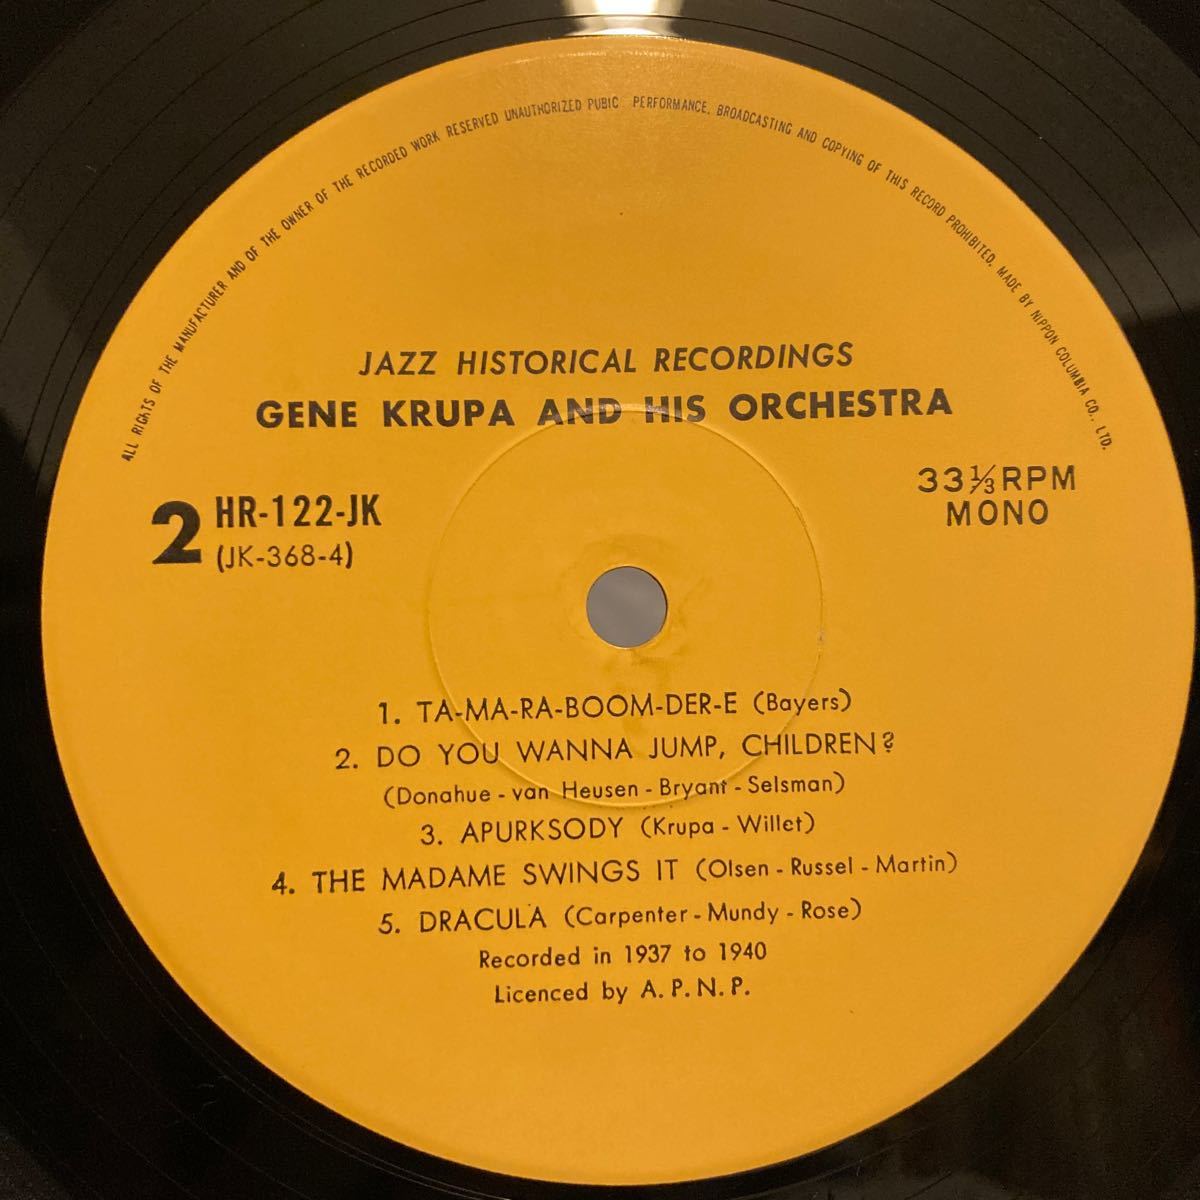 ALL RIGHTS OF THE MANUFACTURER AND OF THE OWNER OF THE RECORDED WORK RESERVED UNAUTHORIZED PUBIC PERFORMANCE, BROADCASTING AND COPYING OF THIS RECORD PROHIBITED. MADE BY NIPPON COLUMBIA CO., LTD.
JAZZ HISTORICAL RECORDINGS
GENE KRUPA AND HIS ORCHESTRA
2 HR-122-JK
(JK-368-4)
33⅓RPM
MONO
1. TA-MA-RA-BOOM-DER-E (Bayers)
2. DO YOU WANNA JUMP, CHILDREN?
(Donahue - van Heusen - Bryant - Selsman)
3. APURKSODY (Krupa - Willet)
4. THE MADAME SWINGS IT (Olsen - Russel - Martin)
5. DRACULA (Carpenter - Mundy - Rose)
Recorded in 1937 to 1940
Licenced by A.P.N.P.